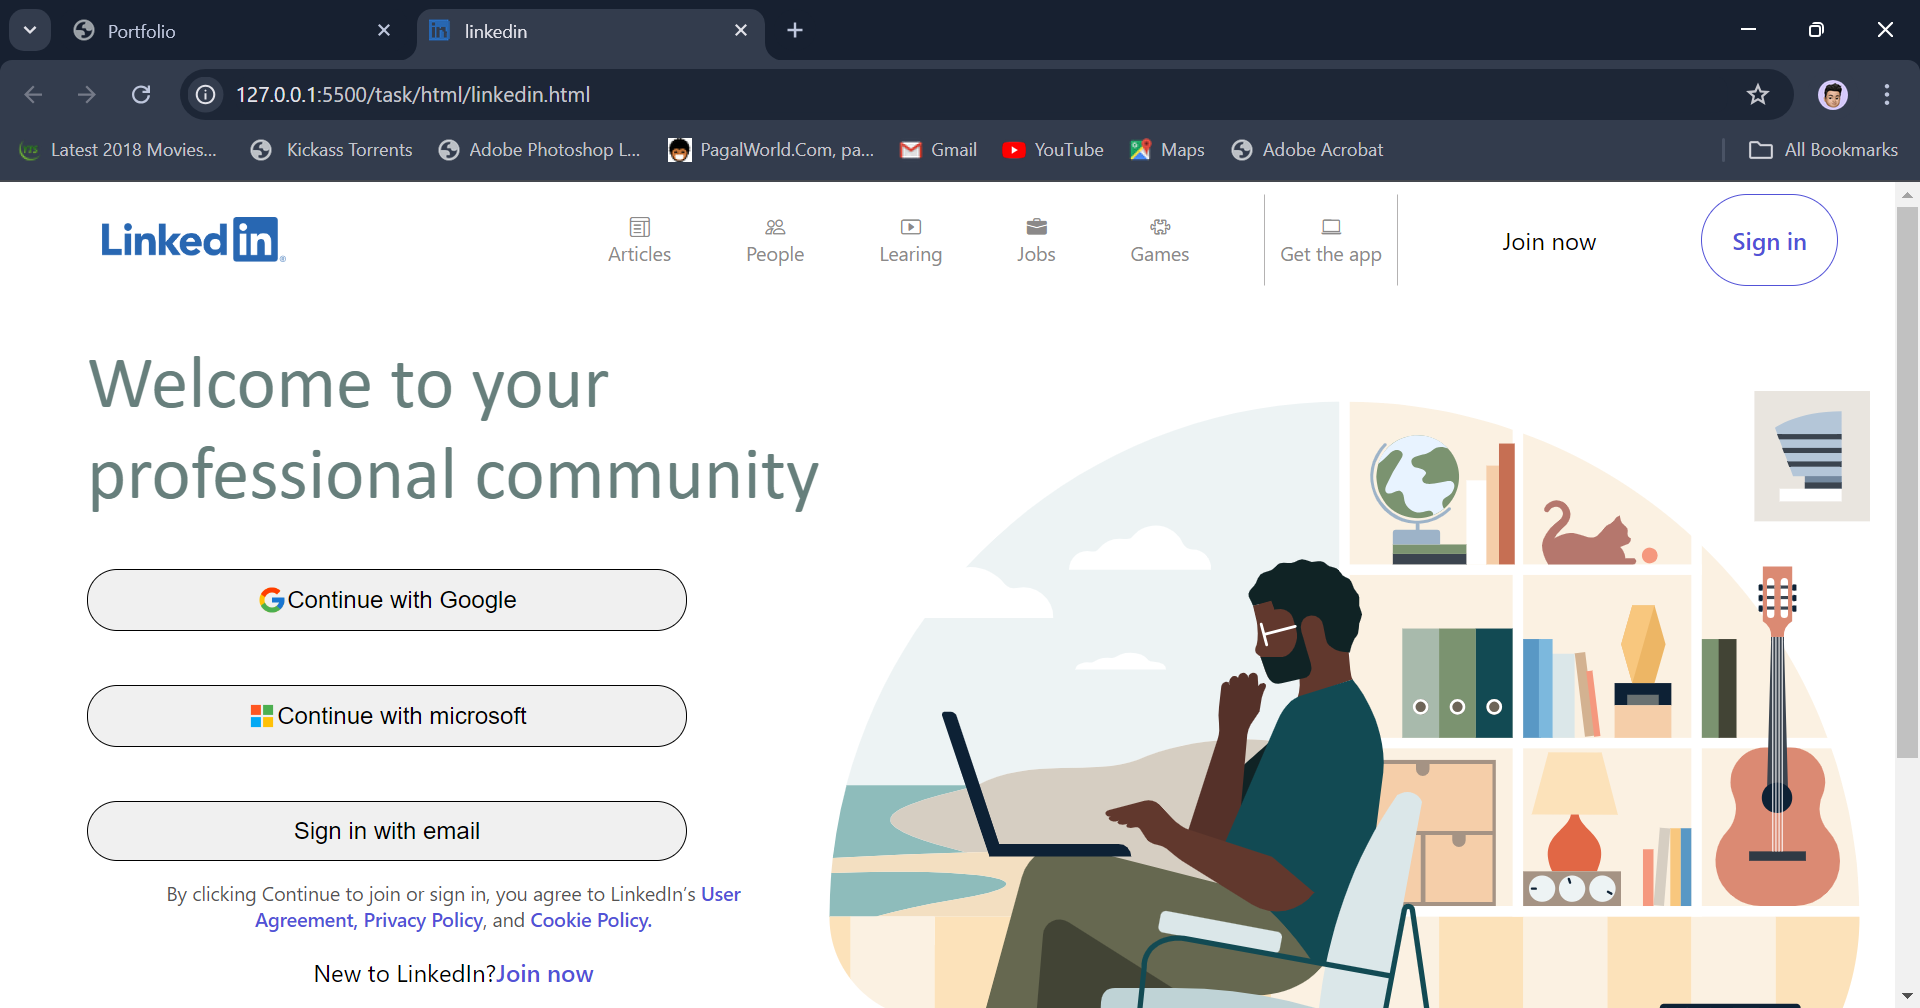 Portfolio
linkedin
127.0.0.1:5500/task/html/linkedin.html
Latest 2018 Movies...
Kickass Torrents
Adobe Photoshop L...
PagalWorld.Com, pa...
Gmail
YouTube
Maps
Adobe Acrobat
All Bookmarks
Linked in
Articles
People
Learing
Jobs
Games
Get the app
Join now
Sign in
Welcome to your
professional community
Continue with Google
Continue with microsoft
Sign in with email
By clicking Continue to join or sign in, you agree to LinkedIn’s User
Agreement, Privacy Policy, and Cookie Policy.
New to LinkedIn?Join now